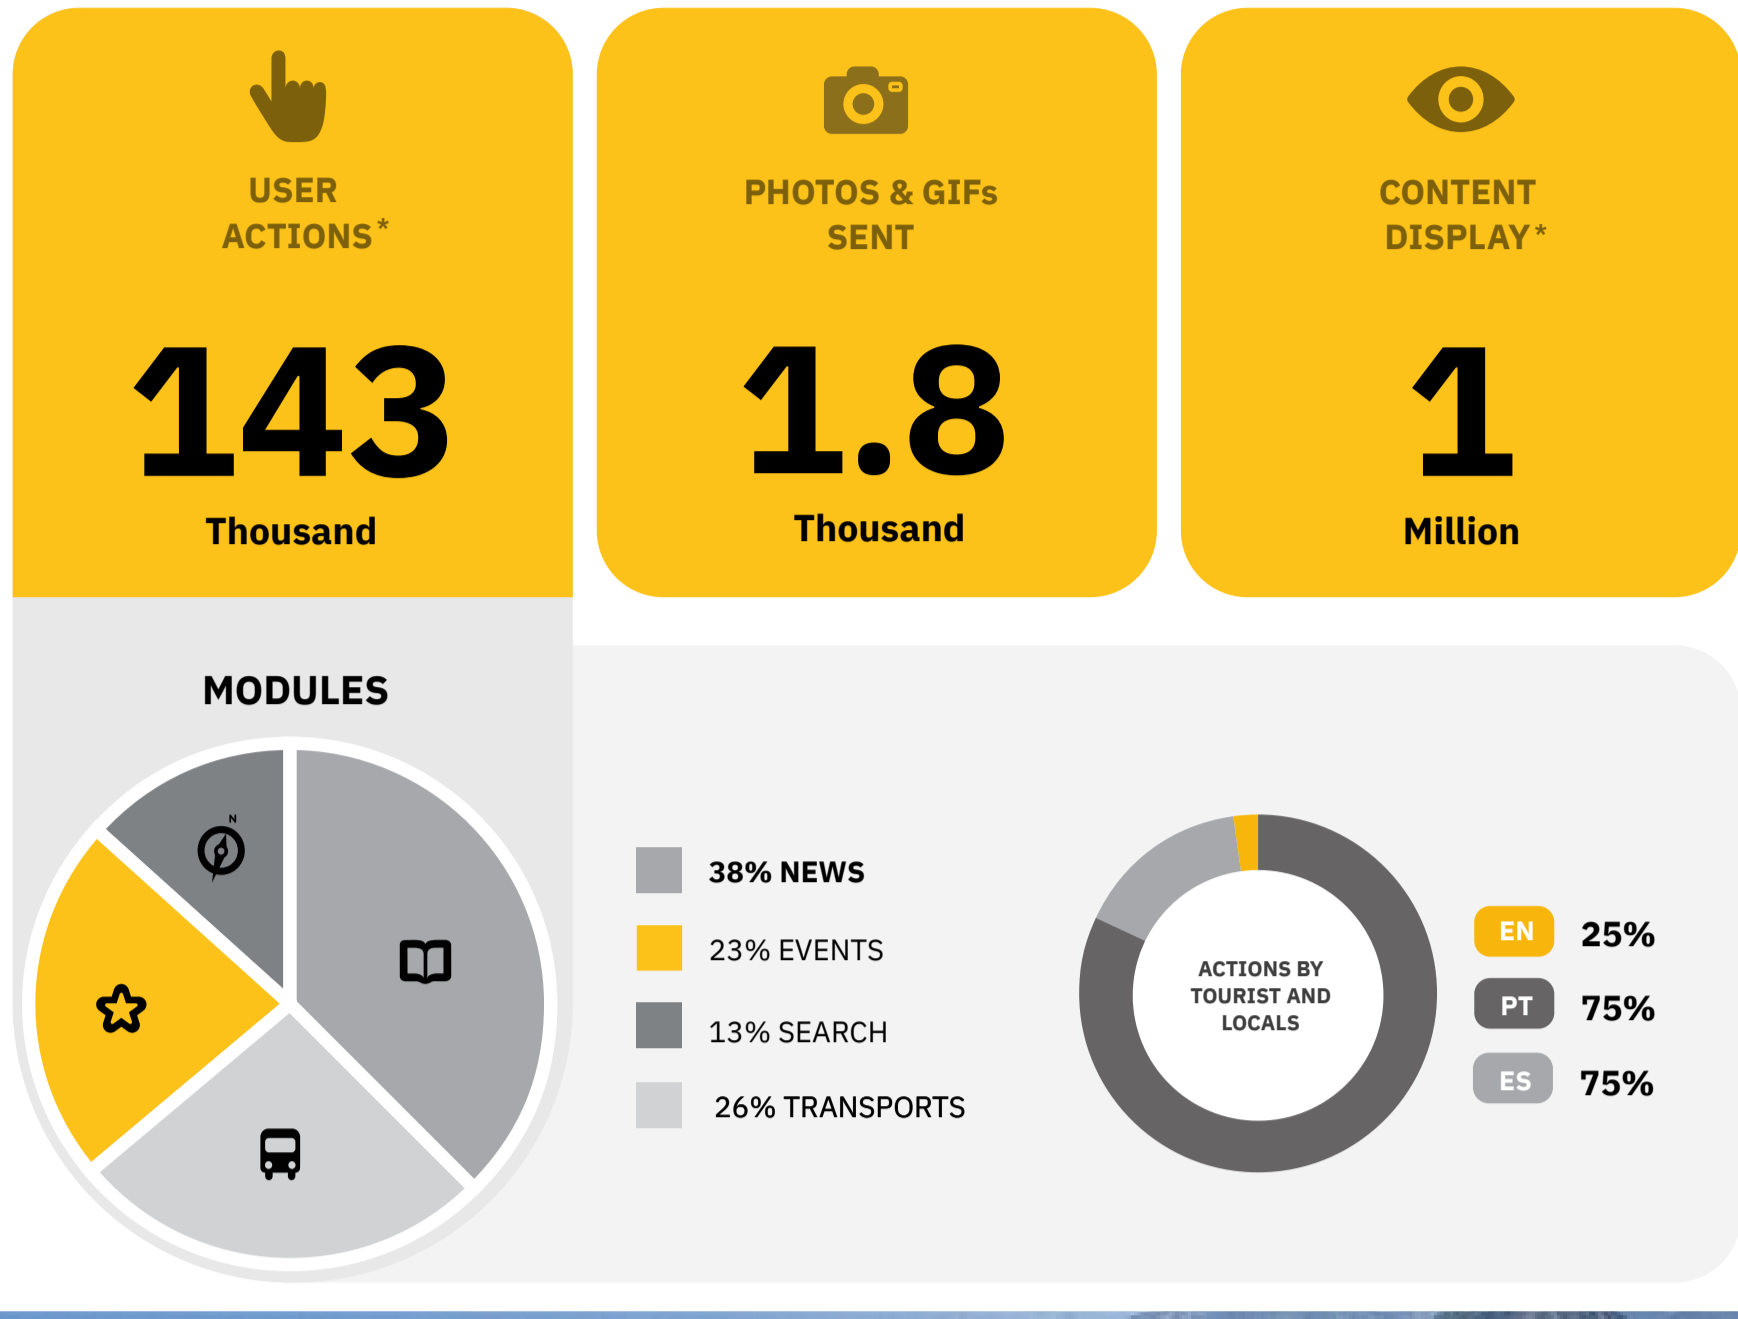 USER
ACTIONS*
143
Thousand
PHOTOS & GIFs
SENT
1.8
Thousand
CONTENT
DISPLAY*
1
Million
MODULES
N
38% NEWS
23% EVENTS
13% SEARCH
26% TRANSPORTS
ACTIONS BY
TOURIST AND
LOCALS
EN 25%
PT 75%
ES 75%